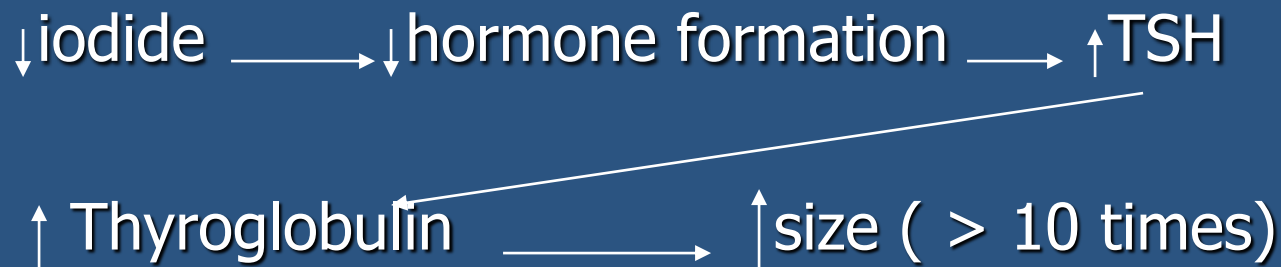 ↓iodide → ↓hormone formation → ↑TSH
↑ Thyroglobulin → ↑size ( > 10 times)